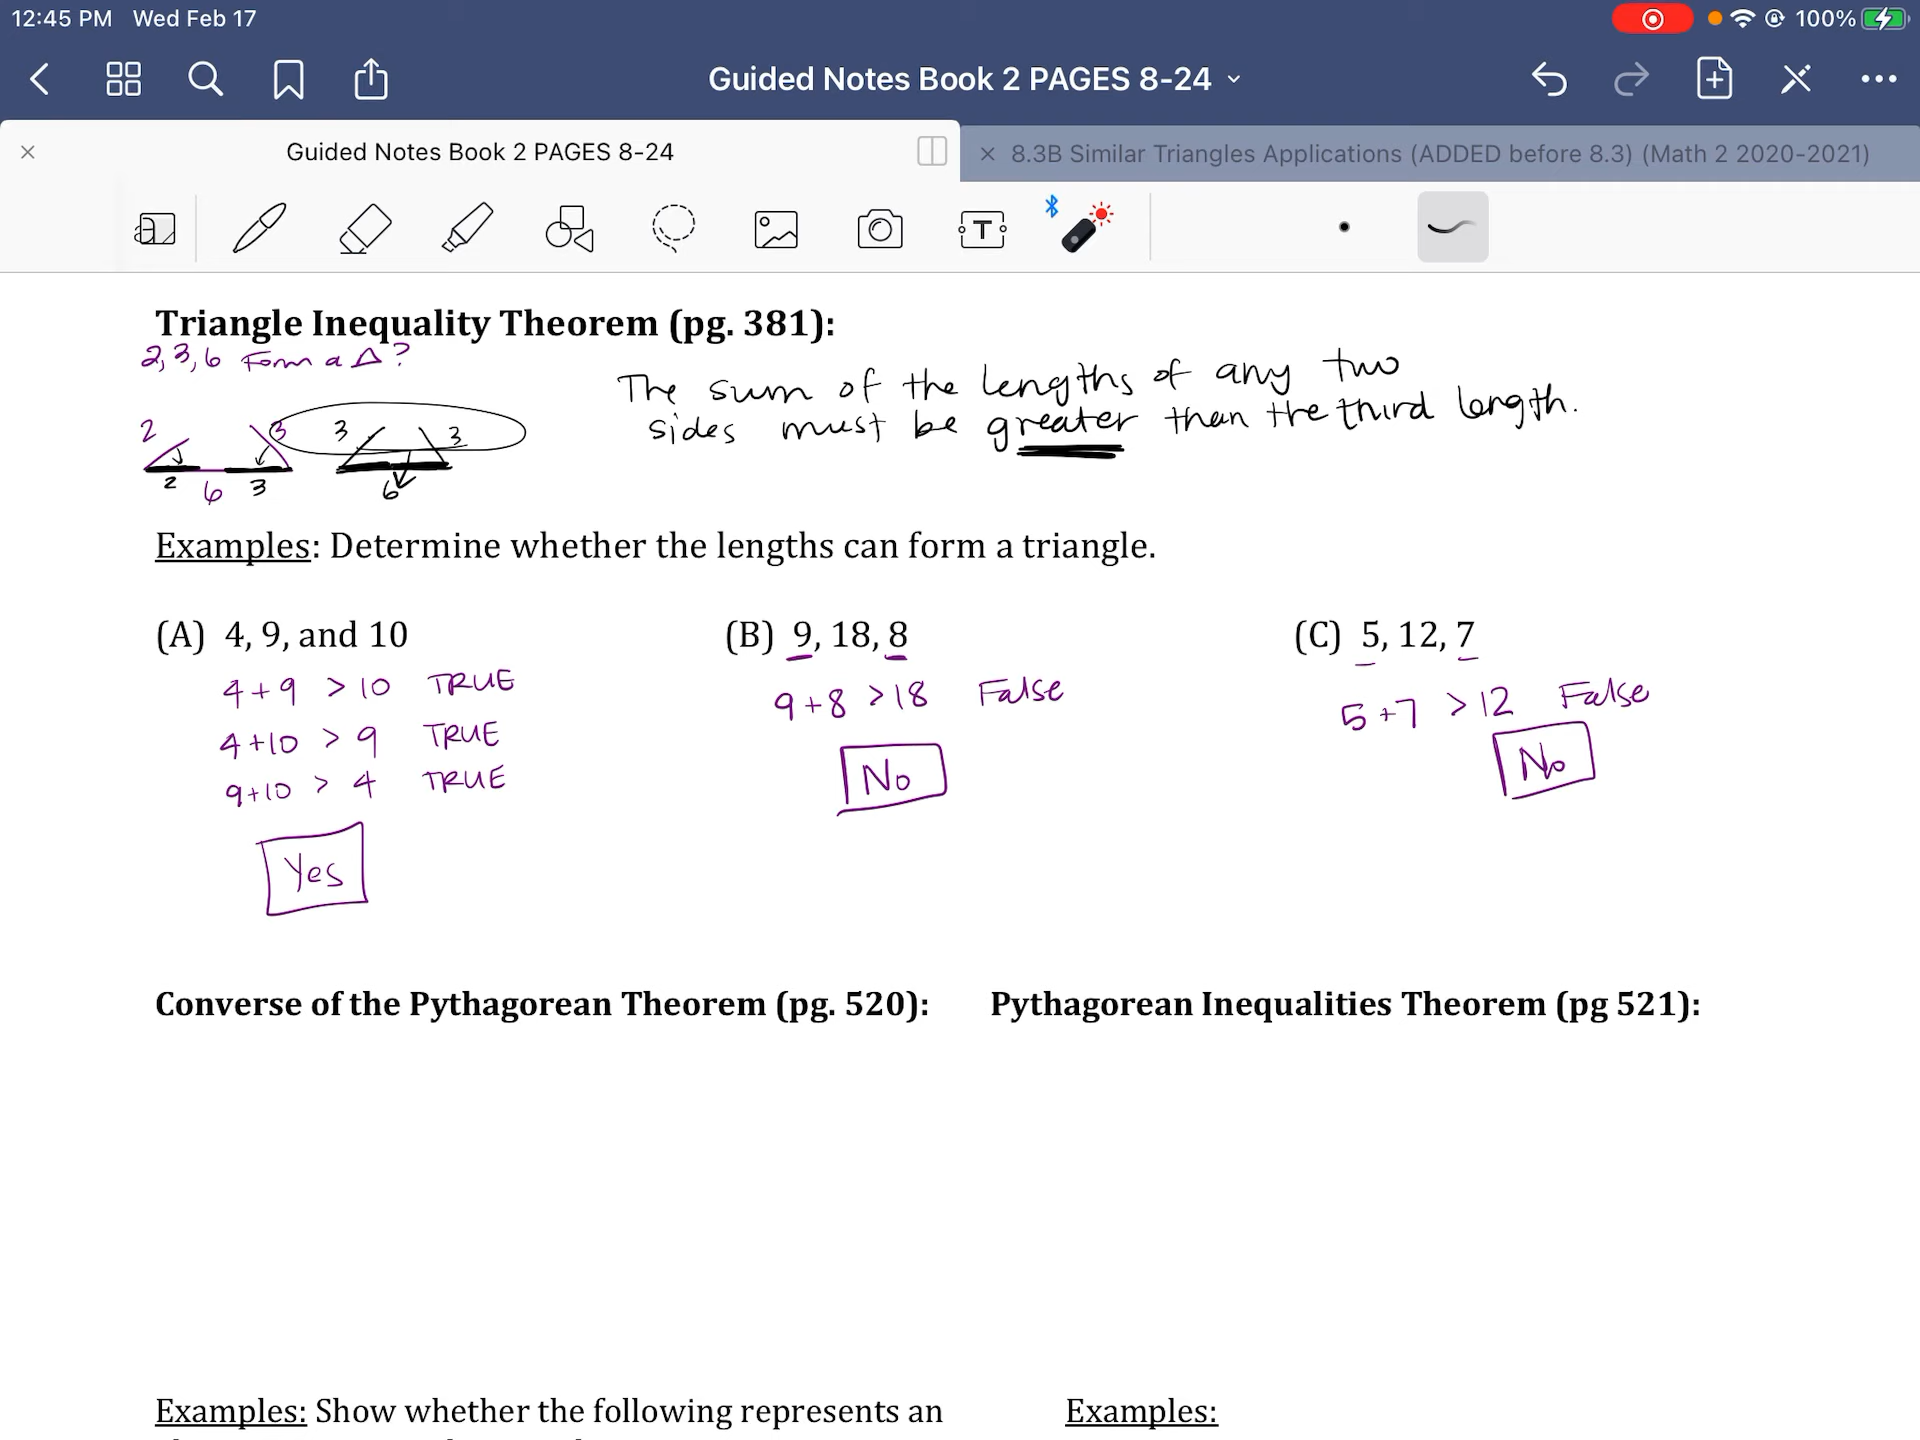 12:45 PM Wed Feb 17
100%
Guided Notes Book 2 PAGES 8-24
Guided Notes Book 2 PAGES 8-24
8.3B Similar Triangles Applications (ADDED before 8.3) (Math 2 2020-2021)
Triangle Inequality Theorem (pg. 381):
2, 3, 6 Form a Δ?
The sum of the lengths of any two
sides must be greater than the third length.
2 3 3 3
2 6 3 6
Examples: Determine whether the lengths can form a triangle.
(A) 4, 9, and 10 (B) 9, 18, 8 (C) 5, 12, 7
4+9 > 10 TRUE 9+8 > 18 False 5+7 > 12 False
4+10 > 9 TRUE
9+10 > 4 TRUE
No No
Yes
Converse of the Pythagorean Theorem (pg. 520): Pythagorean Inequalities Theorem (pg 521):
Examples: Show whether the following represents an Examples: